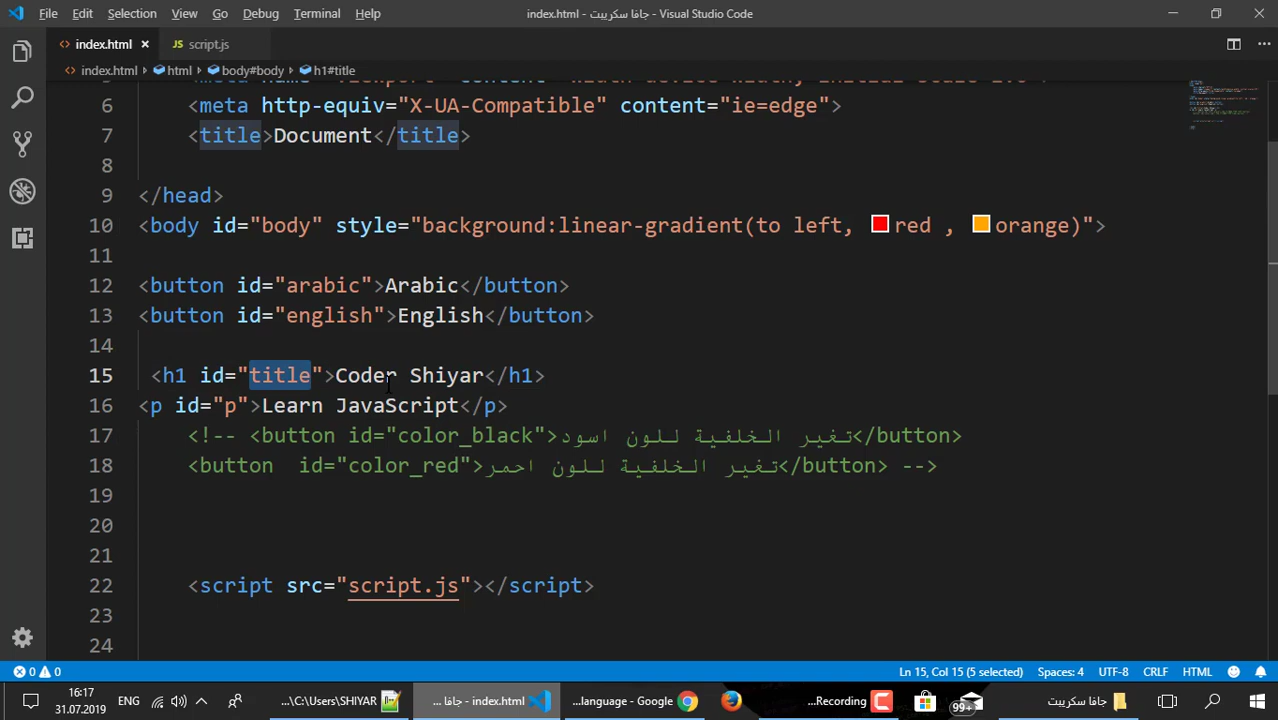 File Edit Selection View Go Debug Terminal Help
index.html - جافا سكريبت - Visual Studio Code
index.html
script.js
index.html > html > body#body > h1#title
6 <meta http-equiv="X-UA-Compatible" content="ie=edge">
7 <title>Document</title>
8
9 </head>
10 <body id="body" style="background:linear-gradient(to left, red , orange)">
11
12 <button id="arabic">Arabic</button>
13 <button id="english">English</button>
14
15 <h1 id="title">Coder Shiyar</h1>
16 <p id="p">Learn JavaScript</p>
17 <!-- <button id="color_black">تغير الخلفية للون اسود</button>
18 <button  id="color_red">تغير الخلفية للون احمر</button> -->
19
20
21
22 <script src="script.js"></script>
23
24
0 0
Ln 15, Col 15 (5 selected) Spaces: 4 UTF-8 CRLF HTML
16:17
31.07.2019
ENG
...C:\Users\SHIYAR
... جافا - index.html
...language - Google
...Recording
99+
جافا سكريبت